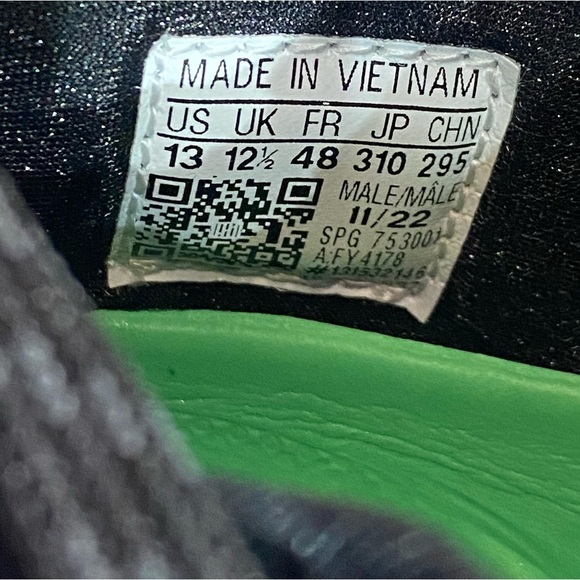 MADE IN VIETNAM
US UK FR JP CHN
13 12½ 48 310 295
MALE/MÂLE
11/22
SPG 753001
A:FY4178